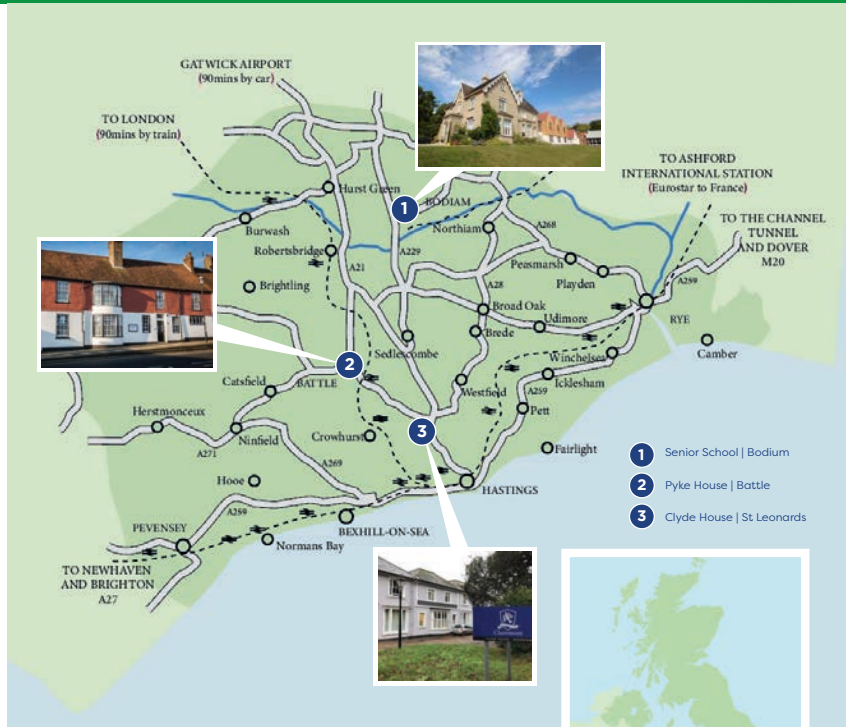 GATWICK AIRPORT
(90mins by car)
TO LONDON
(90mins by train)
TO ASHFORD
INTERNATIONAL STATION
(Eurostar to France)
TO THE CHANNEL
TUNNEL
AND DOVER
M20
Hurst Green
1
BODIAM
Burwash
Northiam
A268
Robertsbridge
A21
A229
Peasmarsh
A259
Brightling
A28
Playden
Broad Oak
Udimore
RYE
Brede
Sedlescombe
Camber
2
Winchelsea
Catsfield
BATTLE
Icklesham
Westfield
A259
Herstmonceux
Pett
3
Ninfield
Crowhurst
Fairlight
A271
A269
Hooe
HASTINGS
A259
PEVENSEY
BEXHILL-ON-SEA
Normans Bay
TO NEWHAVEN
AND BRIGHTON
A27
1 Senior School | Bodium
2 Pyke House | Battle
3 Clyde House | St Leonards
Claremont